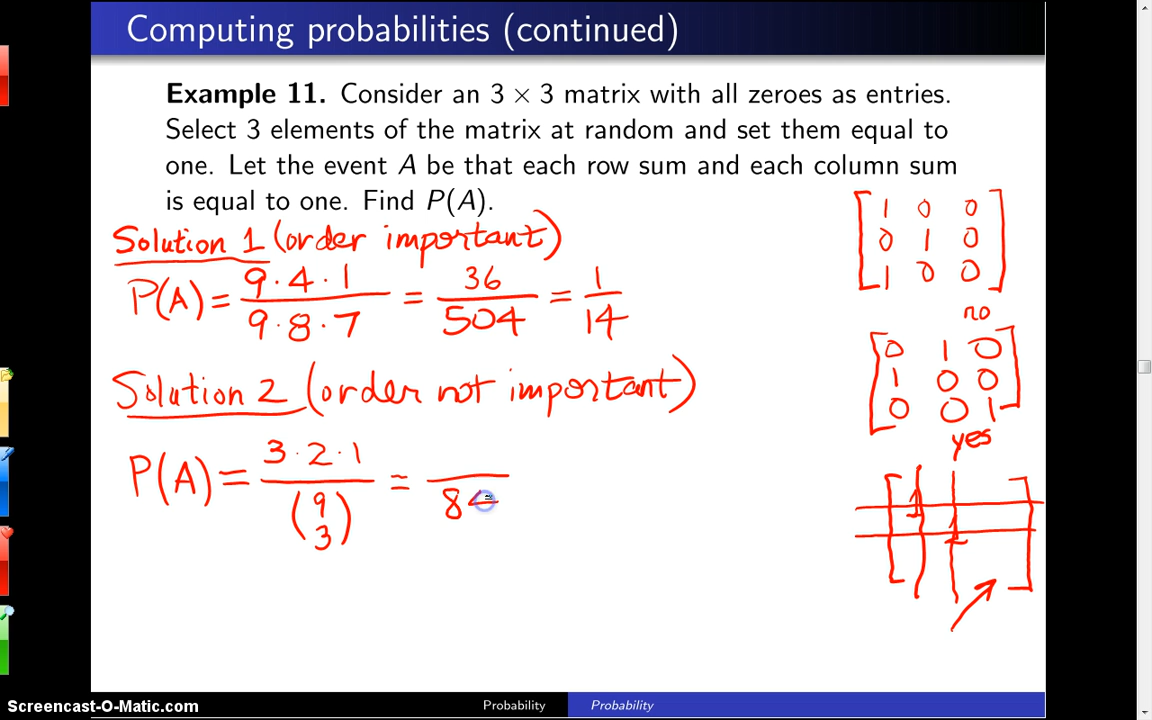 Computing probabilities (continued)
Example 11. Consider an 3 × 3 matrix with all zeroes as entries.
Select 3 elements of the matrix at random and set them equal to
one. Let the event A be that each row sum and each column sum
is equal to one. Find P(A).
Solution 1 (order important)
P(A) = 9·4·1 / 9·8·7 = 36 / 504 = 1 / 14
Solution 2 (order not important)
P(A) = 3·2·1 / (9 3) = / 84
1 0 0
0 1 0
1 0 0
no
0 1 0
1 0 0
0 0 1
yes
1
1
Screencast-O-Matic.com
Probability Probability